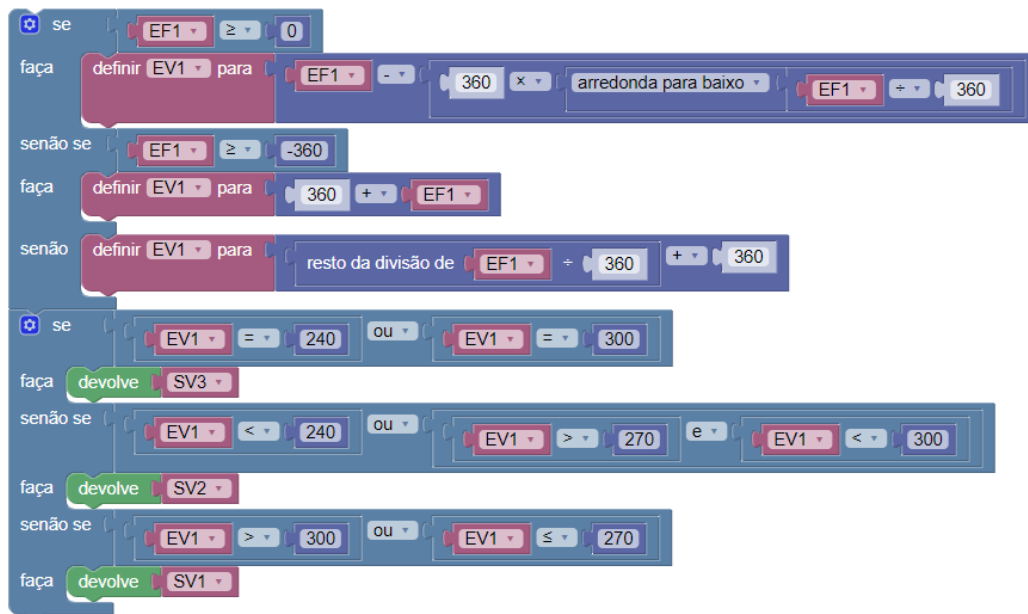 se EF1 ≥ 0
faça definir EV1 para EF1 - 360 × arredonda para baixo EF1 ÷ 360
senão se EF1 ≥ -360
faça definir EV1 para 360 + EF1
senão definir EV1 para resto da divisão de EF1 ÷ 360 + 360
se EV1 = 240 ou EV1 = 300
faça devolve SV3
senão se EV1 < 240 ou EV1 > 270 e EV1 < 300
faça devolve SV2
senão se EV1 > 300 ou EV1 ≤ 270
faça devolve SV1